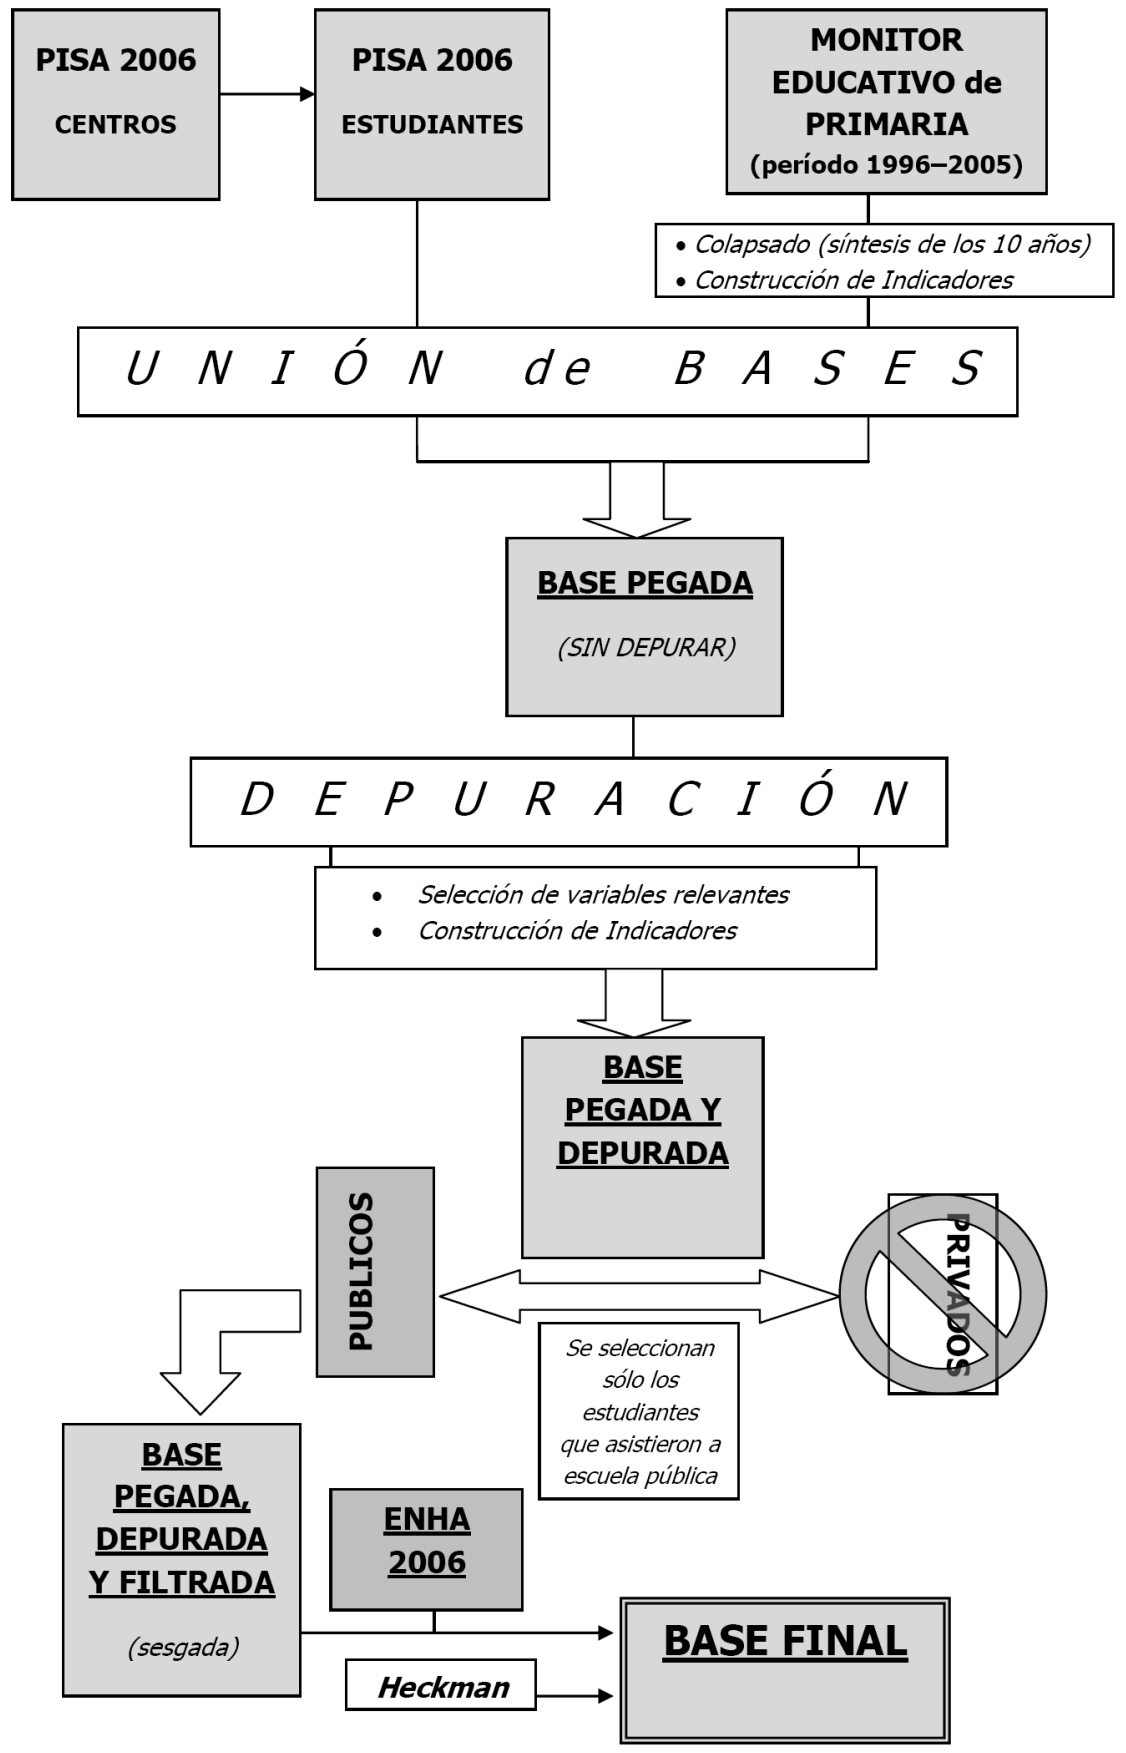 PISA 2006
CENTROS
PISA 2006
ESTUDIANTES
MONITOR
EDUCATIVO de
PRIMARIA
(período 1996–2005)
• Colapsado (síntesis de los 10 años)
• Construcción de Indicadores
UNIÓN de BASES
BASE PEGADA
(SIN DEPURAR)
DEPURACIÓN
• Selección de variables relevantes
• Construcción de Indicadores
BASE
PEGADA Y
DEPURADA
PUBLICOS
PRIVADOS
Se seleccionan
sólo los
estudiantes
que asistieron a
escuela pública
BASE
PEGADA,
DEPURADA
Y FILTRADA
(sesgada)
ENHA
2006
Heckman
BASE FINAL